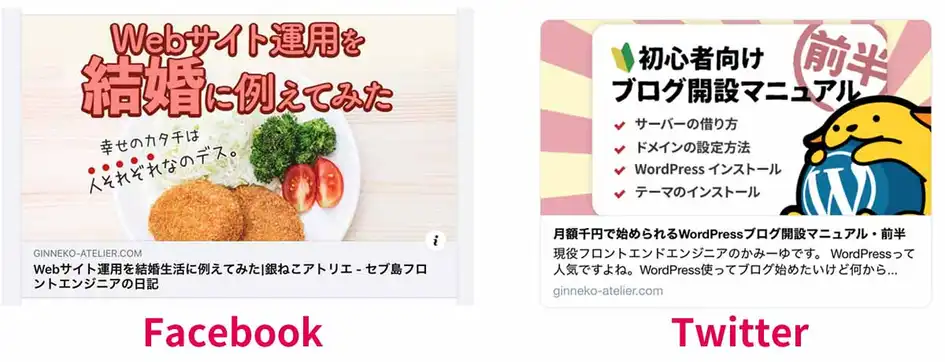 Webサイト運用を
結婚に例えてみた
幸せのカタチは
人それぞれなのデス。
i
GINNEKO-ATELIER.COM
Webサイト運用を結婚生活に例えてみた|銀ねこアトリエ - セブ島フロ
ントエンジニアの日記
Facebook
前半
初心者向け
ブログ開設マニュアル
サーバーの借り方
ドメインの設定方法
WordPress インストール
テーマのインストール
W
月額千円で始められるWordPressブログ開設マニュアル・前半
現役フロントエンドエンジニアのかみーゆです。 WordPressって
人気ですよね。WordPress使ってブログ始めたいけど何から...
ginneko-atelier.com
Twitter